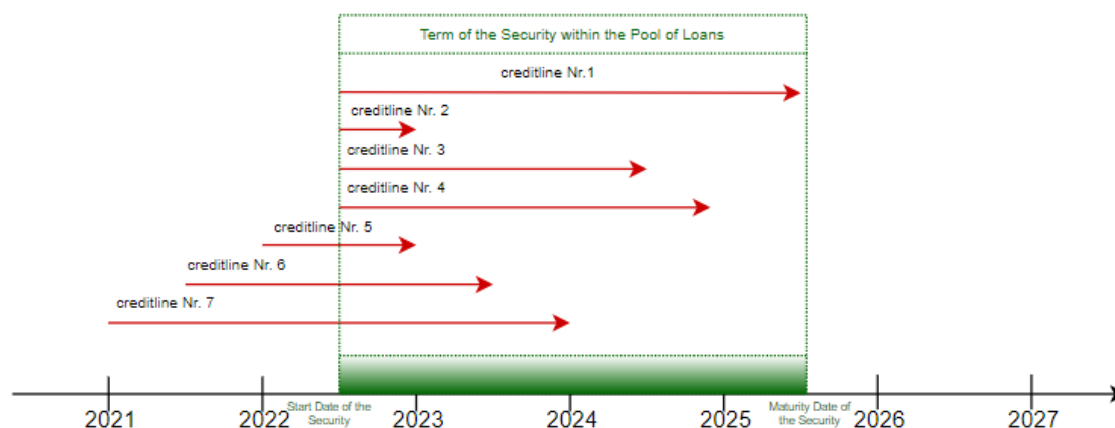 Term of the Security within the Pool of Loans
creditline Nr.1
creditline Nr. 2
creditline Nr. 3
creditline Nr. 4
creditline Nr. 5
creditline Nr. 6
creditline Nr. 7
Start Date of the
Security
Maturity Date of
the Security
2021
2022
2023
2024
2025
2026
2027